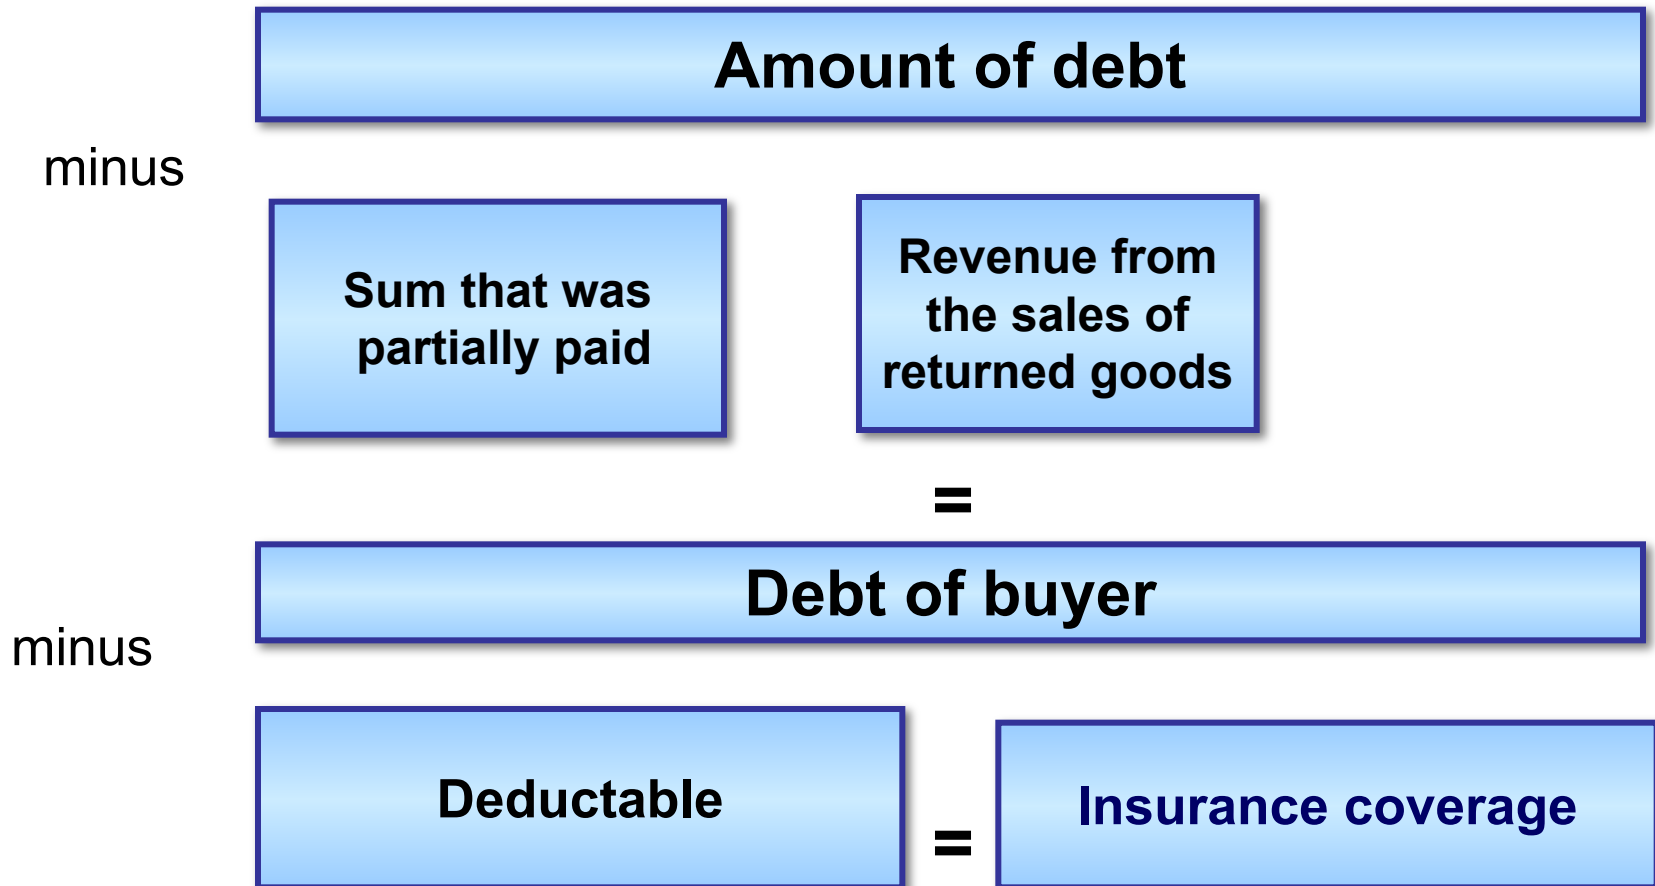 Amount of debt
minus
Sum that was
partially paid
Revenue from
the sales of
returned goods
=
Debt of buyer
minus
Deductable
=
Insurance coverage